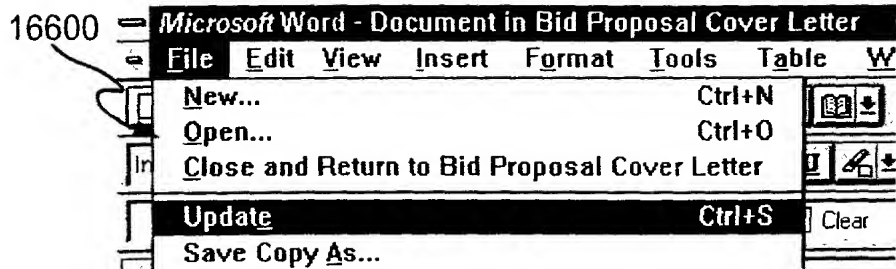 16600
Microsoft Word - Document in Bid Proposal Cover Letter
File Edit View Insert Format Tools Table W
New... Ctrl+N
Open... Ctrl+O
Close and Return to Bid Proposal Cover Letter
Update Ctrl+S
Clear
Save Copy As...